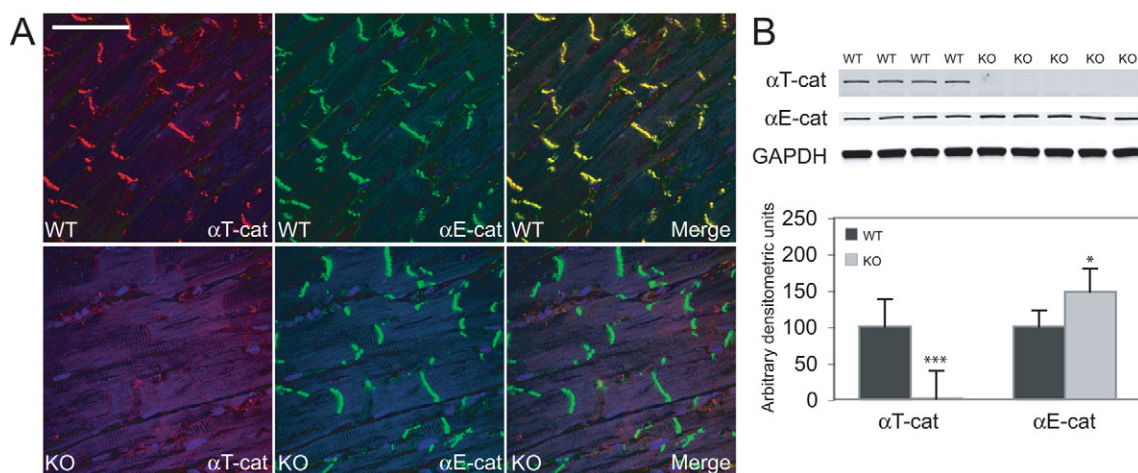 A
WT αT-cat
WT αE-cat
WT Merge
KO αT-cat
KO αE-cat
KO Merge
B
WT WT WT WT KO KO KO KO KO
αT-cat
αE-cat
GAPDH
Arbitrary densitometric units
250
200
150
100
50
0
WT
KO
***
*
αT-cat αE-cat